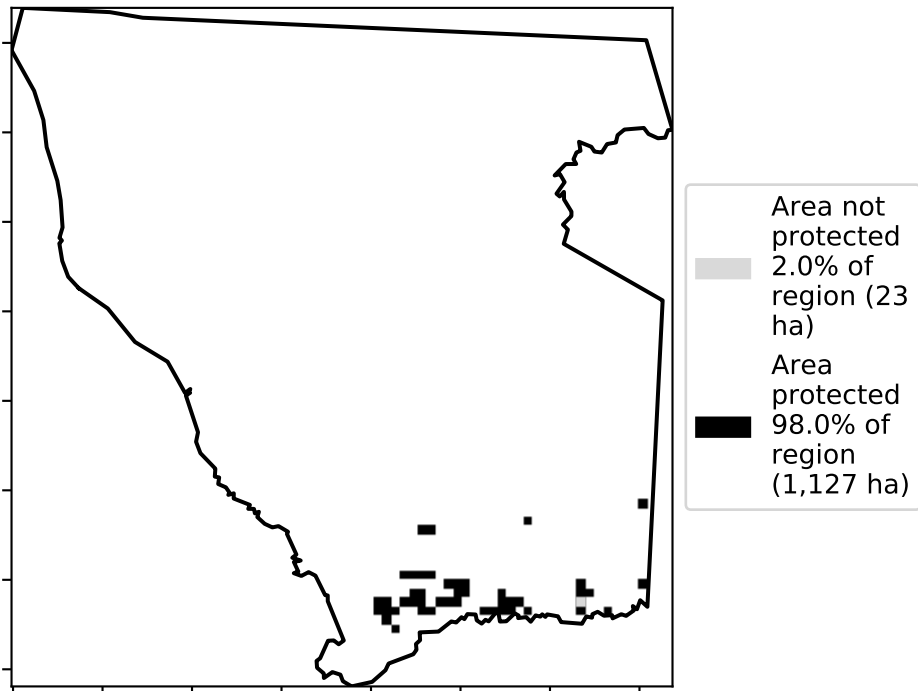 Area not
protected
2.0% of
region (23
ha)
Area
protected
98.0% of
region
(1,127 ha)